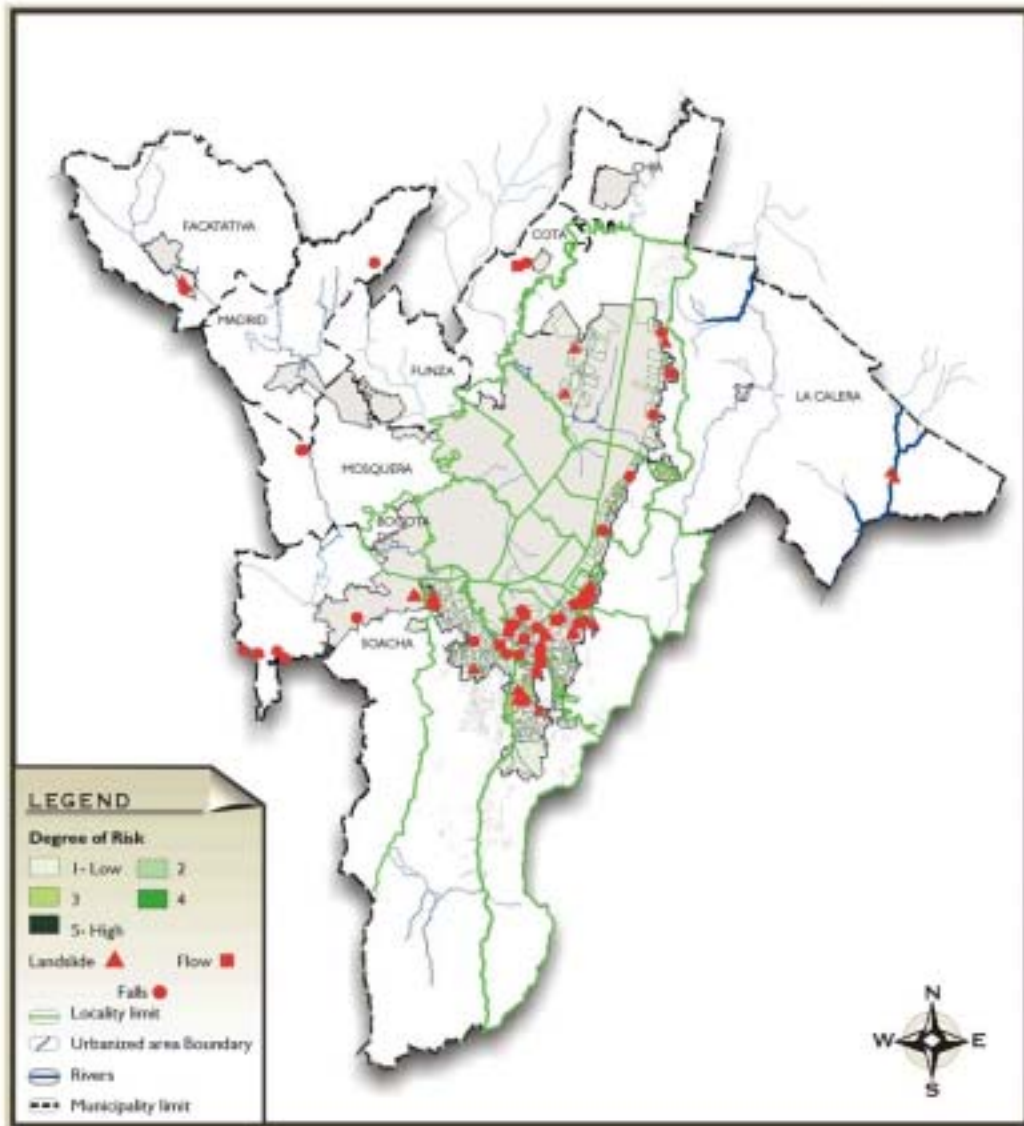 CHIA
COTA
FACATATIVA
MADRID
FUNZA
LA CALERA
MOSQUERA
BOGOTA
SOACHA
LEGEND
Degree of Risk
1- Low 2
3 4
5- High
Landslide Flow
Falls
Locality limit
Urbanized area Boundary
Rivers
Municipality limit
N
W E
S